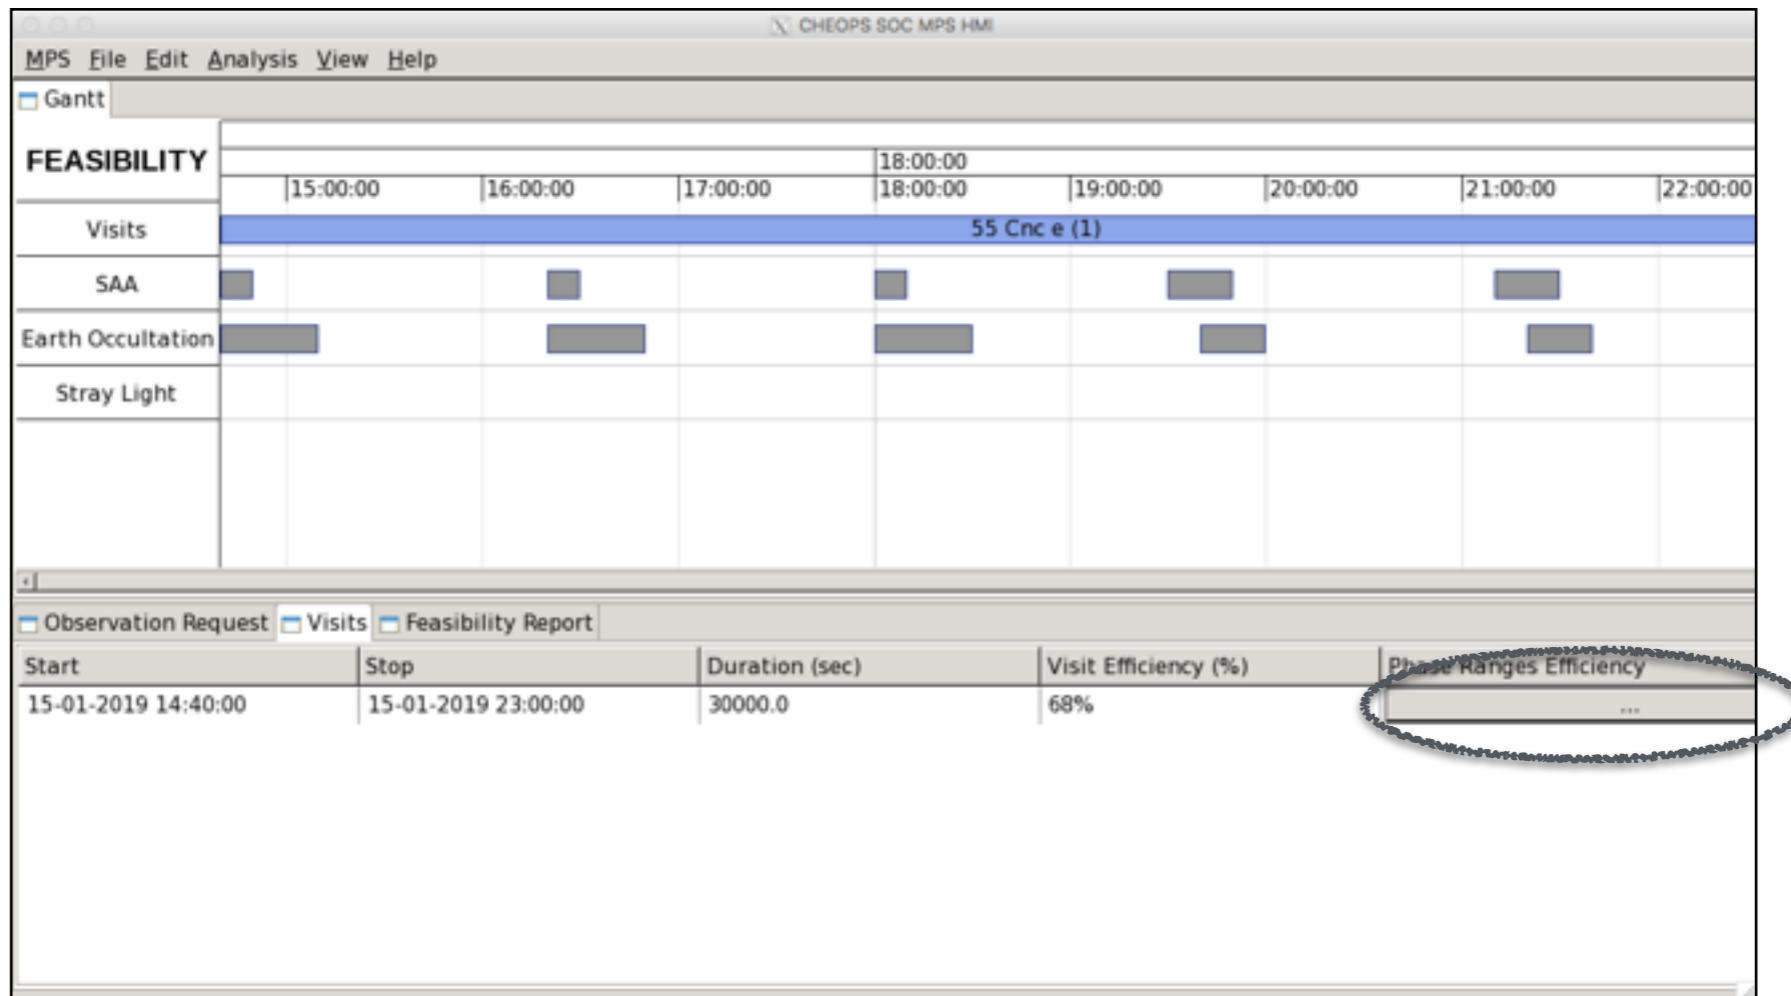 CHEOPS SOC MPS HMI
MPS File Edit Analysis View Help
Gantt
FEASIBILITY
18:00:00
15:00:00 16:00:00 17:00:00 18:00:00 19:00:00 20:00:00 21:00:00 22:00:00
Visits
55 Cnc e (1)
SAA
Earth Occultation
Stray Light
Observation Request Visits Feasibility Report
Start Stop Duration (sec) Visit Efficiency (%) Phase Ranges Efficiency
15-01-2019 14:40:00 15-01-2019 23:00:00 30000.0 68% ...